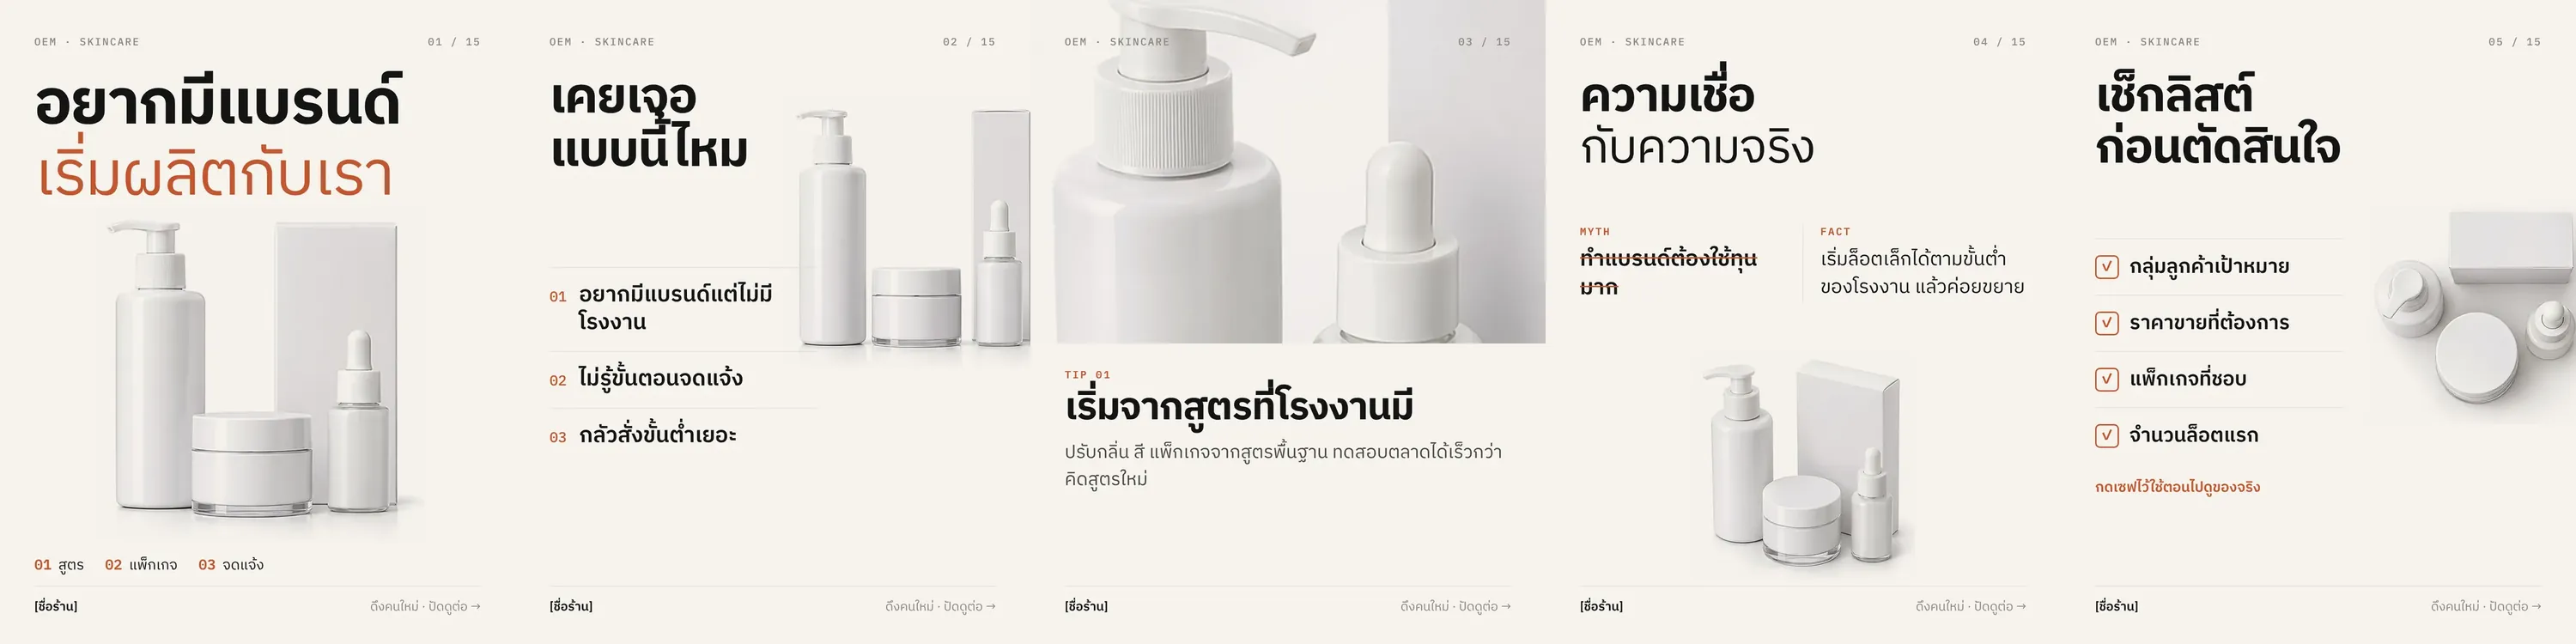 OEM · SKINCARE
01 / 15
อยากมีแบรนด์
เริ่มผลิตกับเรา
01 สูตร 02 แพ็กเกจ 03 จดแจ้ง
[ชื่อร้าน]
ดึงคนใหม่ · ปัดดูต่อ →
OEM · SKINCARE
02 / 15
เคยเจอ
แบบนี้ไหม
01 อยากมีแบรนด์แต่ไม่มี
โรงงาน
02 ไม่รู้ขั้นตอนจดแจ้ง
03 กลัวสั่งขั้นต่ำเยอะ
[ชื่อร้าน]
ดึงคนใหม่ · ปัดดูต่อ →
OEM · SKINCARE
03 / 15
TIP 01
เริ่มจากสูตรที่โรงงานมี
ปรับกลิ่น สี แพ็กเกจจากสูตรพื้นฐาน ทดสอบตลาดได้เร็วกว่า
คิดสูตรใหม่
[ชื่อร้าน]
ดึงคนใหม่ · ปัดดูต่อ →
OEM · SKINCARE
04 / 15
ความเชื่อ
กับความจริง
MYTH
ทำแบรนด์ต้องใช้ทุน
มาก
FACT
เริ่มล็อตเล็กได้ตามขั้นต่ำ
ของโรงงาน แล้วค่อยขยาย
[ชื่อร้าน]
ดึงคนใหม่ · ปัดดูต่อ →
OEM · SKINCARE
05 / 15
เช็กลิสต์
ก่อนตัดสินใจ
กลุ่มลูกค้าเป้าหมาย
ราคาขายที่ต้องการ
แพ็กเกจที่ชอบ
จำนวนล็อตแรก
กดเซฟไว้ใช้ตอนไปดูของจริง
[ชื่อร้าน]
ดึงคนใหม่ · ปัดดูต่อ →